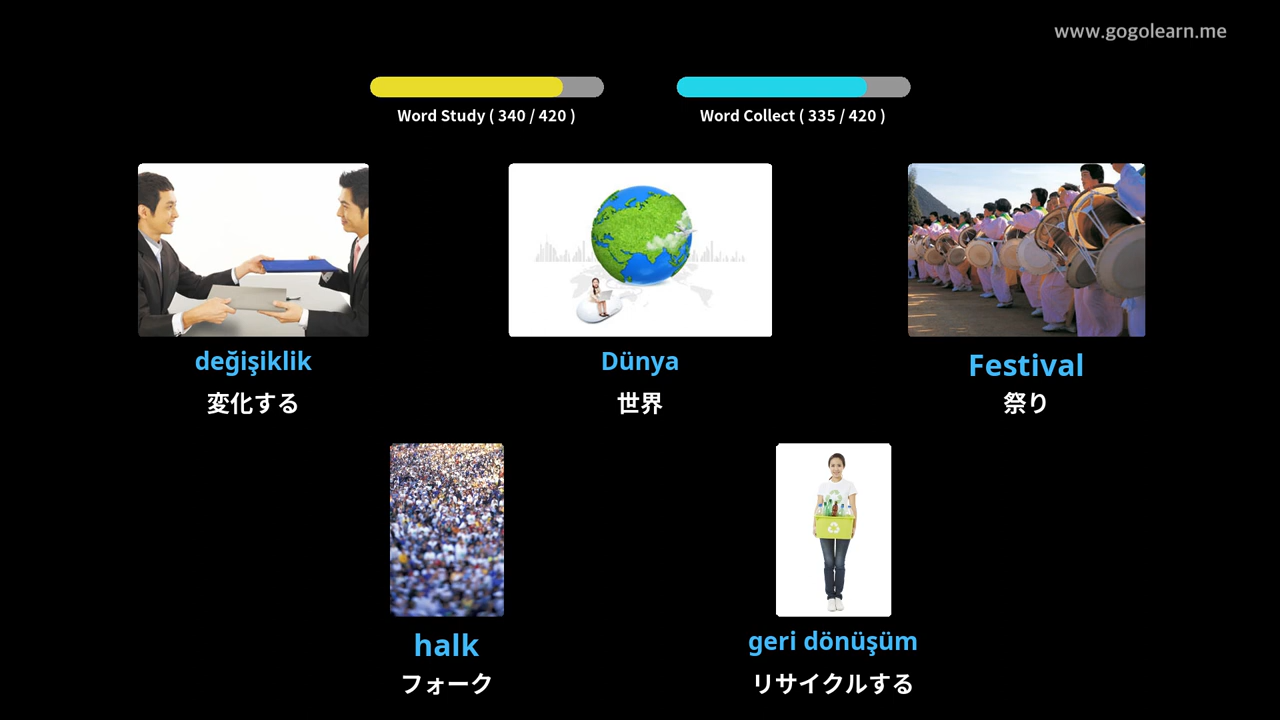 www.gogolearn.me
Word Study ( 340 / 420 )
Word Collect ( 335 / 420 )
değişiklik
変化する
Dünya
世界
Festival
祭り
halk
フォーク
geri dönüşüm
リサイクルする